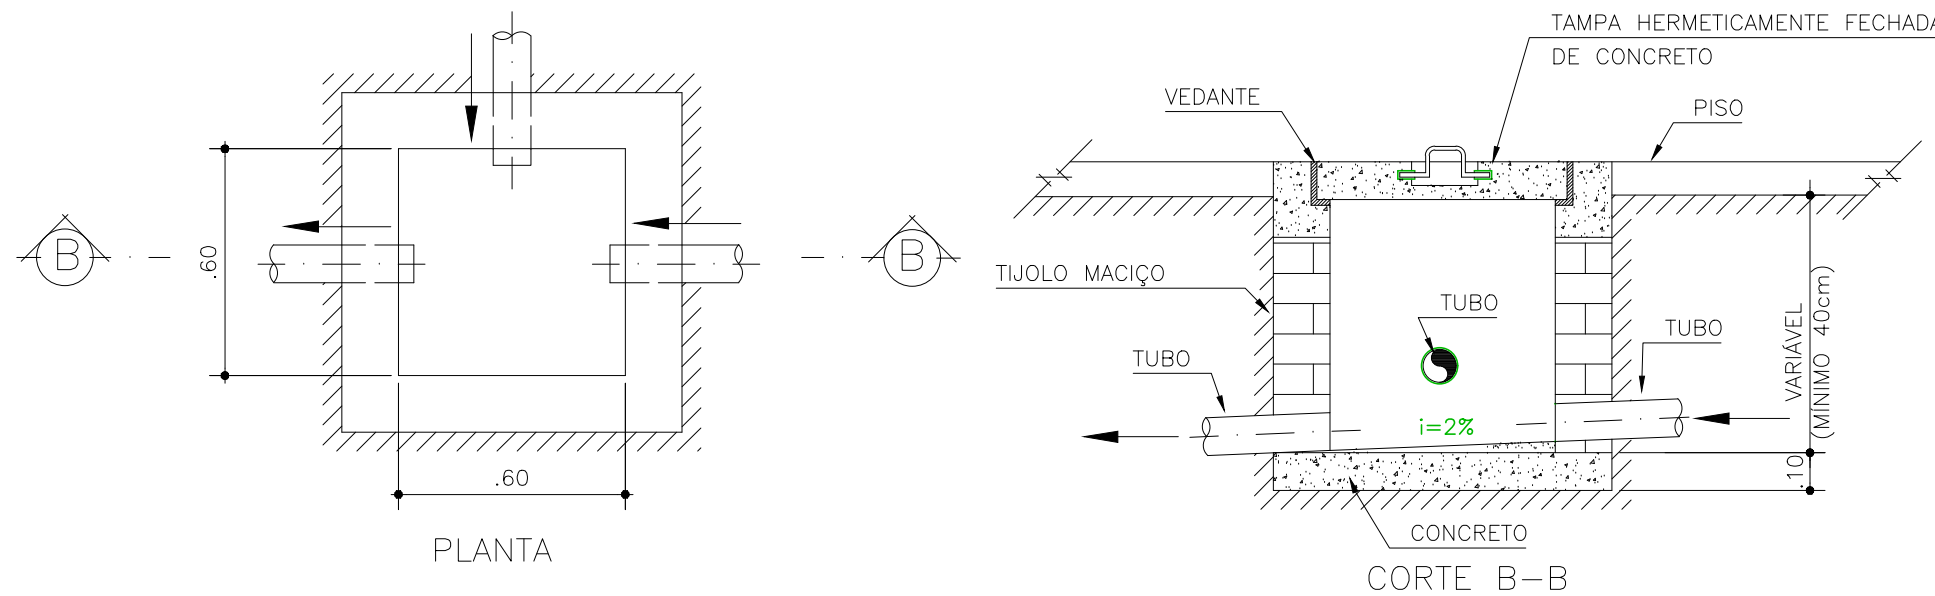 B
.60
.60
B
PLANTA
TAMPA HERMETICAMENTE FECHADA
DE CONCRETO
VEDANTE
PISO
TIJOLO MACIÇO
TUBO
TUBO
TUBO
i=2%
VARIÁVEL
(MÍNIMO 40cm)
.10
CONCRETO
CORTE B-B